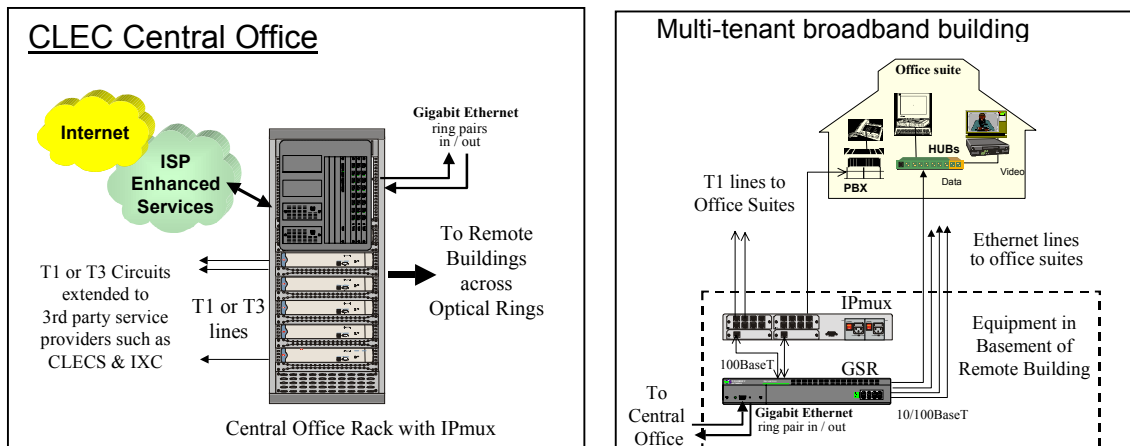 CLEC Central Office
Internet
ISP
Enhanced
Services
Gigabit Ethernet
ring pairs
in / out
T1 or T3 Circuits
extended to
3rd party service
providers such as
CLECS & IXC
T1 or T3
lines
To Remote
Buildings
across
Optical Rings
Central Office Rack with IPmux
Multi-tenant broadband building
Office suite
HUBs
PBX
Data
Video
T1 lines to
Office Suites
Ethernet lines
to office suites
IPmux
100BaseT
GSR
Equipment in
Basement of
Remote Building
To
Central
Office
Gigabit Ethernet
ring pair in / out
10/100BaseT